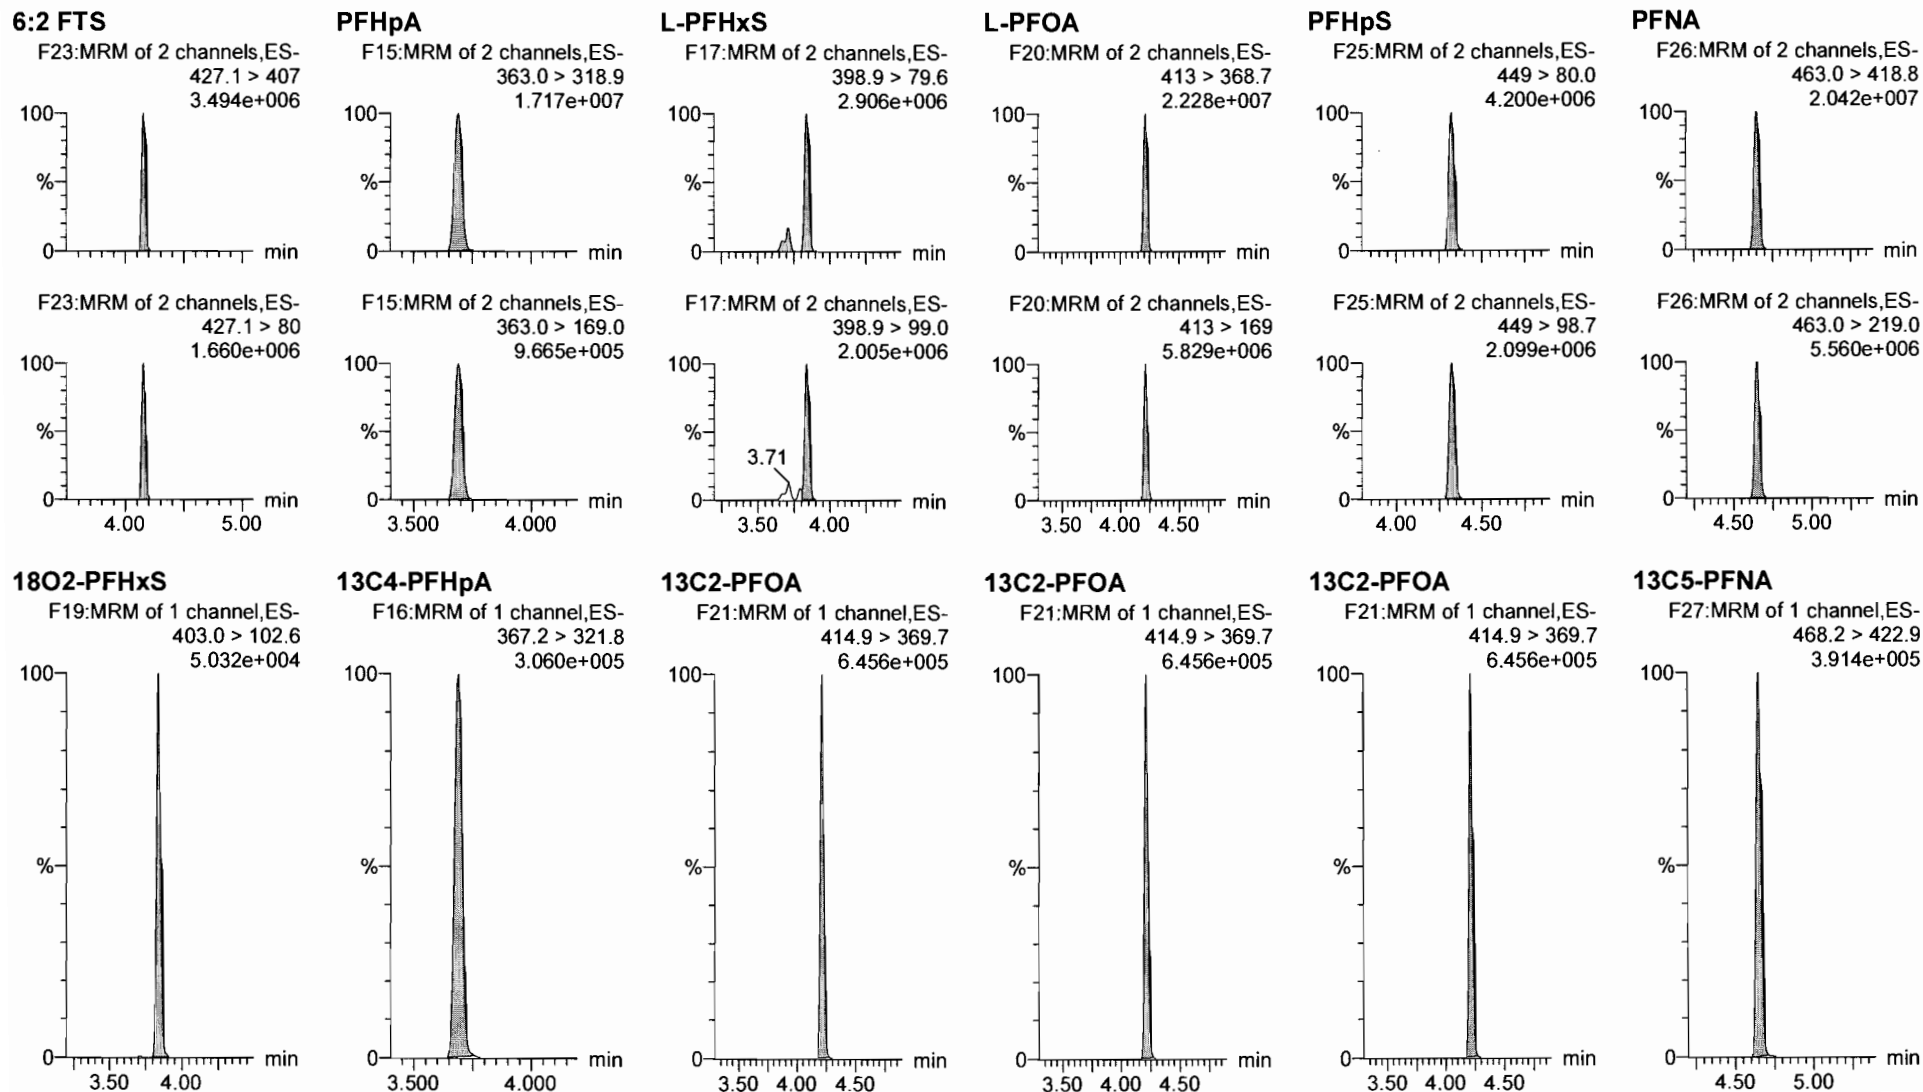 6:2 FTS
F23:MRM of 2 channels,ES-
427.1 > 407
3.494e+006
100
%
0
min
F23:MRM of 2 channels,ES-
427.1 > 80
1.660e+006
100
%
0
min
4.00 5.00
PFHpA
F15:MRM of 2 channels,ES-
363.0 > 318.9
1.717e+007
100
%
0
min
F15:MRM of 2 channels,ES-
363.0 > 169.0
9.665e+005
100
%
0
min
3.500 4.000
L-PFHxS
F17:MRM of 2 channels,ES-
398.9 > 79.6
2.906e+006
100
%
0
min
F17:MRM of 2 channels,ES-
398.9 > 99.0
2.005e+006
100
3.71
%
0
min
3.50 4.00
L-PFOA
F20:MRM of 2 channels,ES-
413 > 368.7
2.228e+007
100
%
0
min
F20:MRM of 2 channels,ES-
413 > 169
5.829e+006
100
%
0
min
3.50 4.00 4.50
PFHpS
F25:MRM of 2 channels,ES-
449 > 80.0
4.200e+006
100
%
0
min
F25:MRM of 2 channels,ES-
449 > 98.7
2.099e+006
100
%
0
min
4.00 4.50
PFNA
F26:MRM of 2 channels,ES-
463.0 > 418.8
2.042e+007
100
%
0
min
F26:MRM of 2 channels,ES-
463.0 > 219.0
5.560e+006
100
%
0
min
4.50 5.00
18O2-PFHxS
F19:MRM of 1 channel,ES-
403.0 > 102.6
5.032e+004
100
%
0
min
3.50 4.00
13C4-PFHpA
F16:MRM of 1 channel,ES-
367.2 > 321.8
3.060e+005
100
%
0
min
3.500 4.000
13C2-PFOA
F21:MRM of 1 channel,ES-
414.9 > 369.7
6.456e+005
100
%
0
min
3.50 4.00 4.50
13C2-PFOA
F21:MRM of 1 channel,ES-
414.9 > 369.7
6.456e+005
100
%
0
min
3.50 4.00 4.50
13C2-PFOA
F21:MRM of 1 channel,ES-
414.9 > 369.7
6.456e+005
100
%
0
min
3.50 4.00 4.50
13C5-PFNA
F27:MRM of 1 channel,ES-
468.2 > 422.9
3.914e+005
100
%
0
min
4.50 5.00